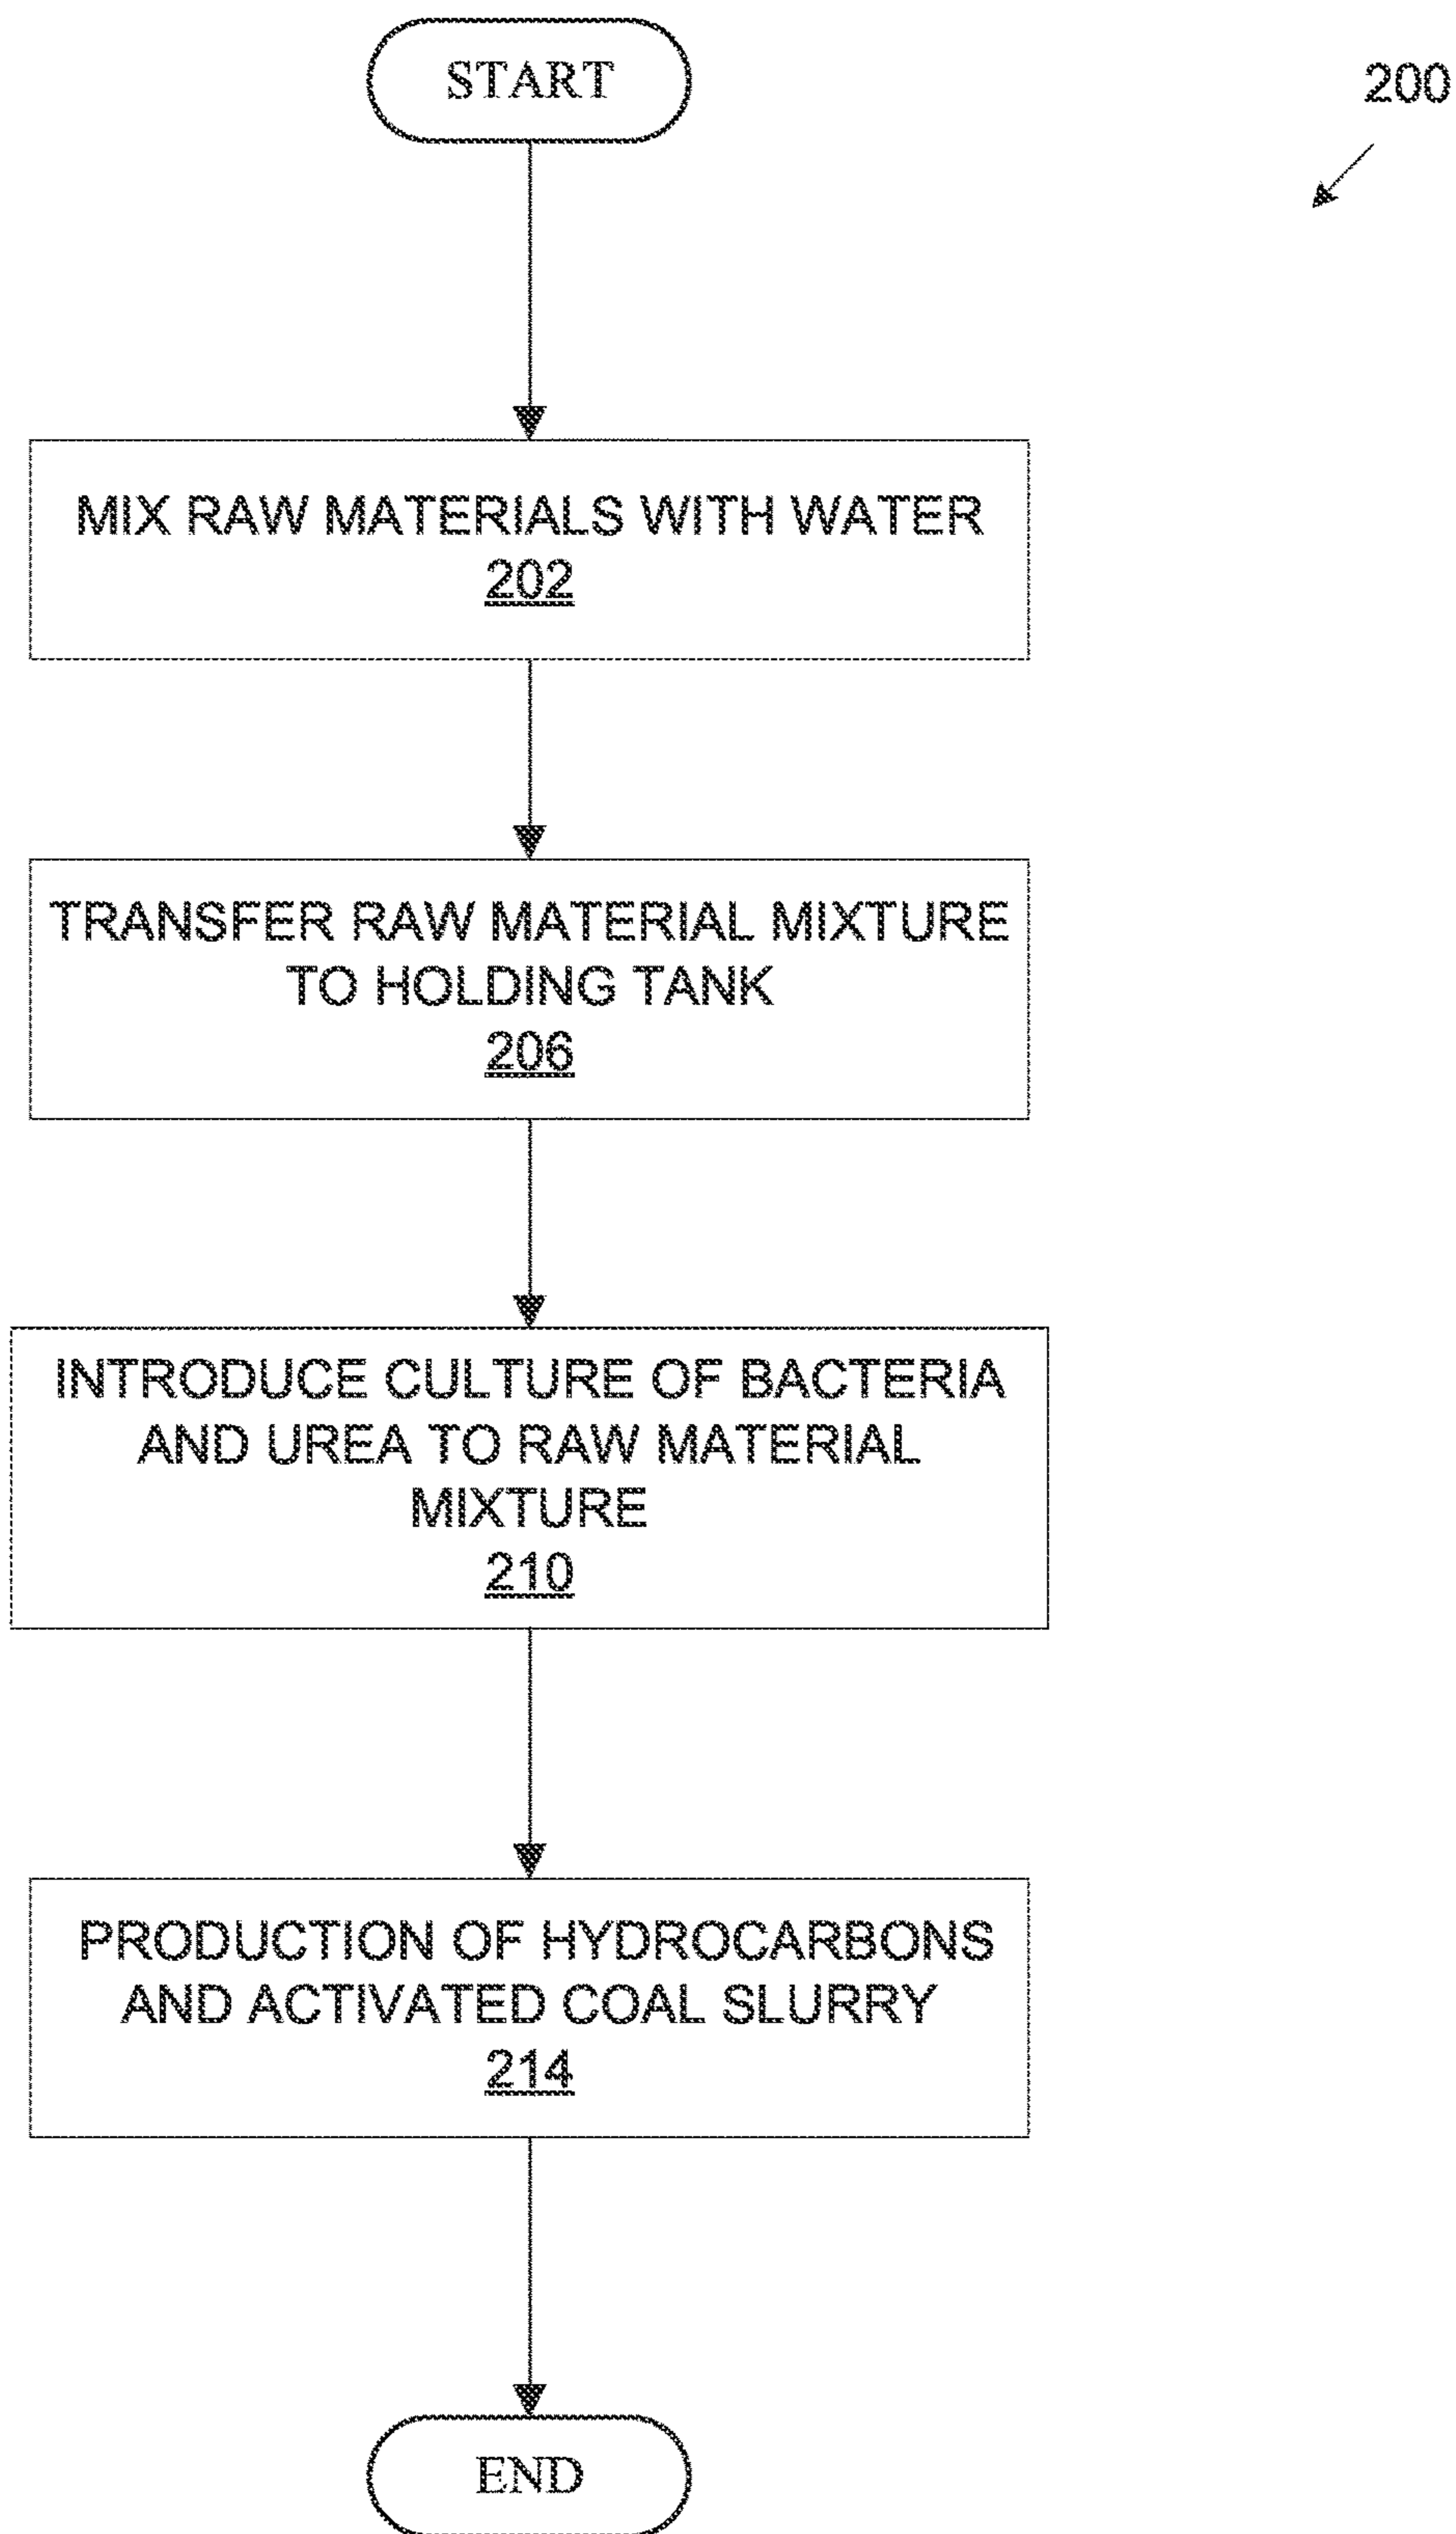 START
200
MIX RAW MATERIALS WITH WATER
202
TRANSFER RAW MATERIAL MIXTURE
TO HOLDING TANK
206
INTRODUCE CULTURE OF BACTERIA
AND UREA TO RAW MATERIAL
MIXTURE
210
PRODUCTION OF HYDROCARBONS
AND ACTIVATED COAL SLURRY
214
END